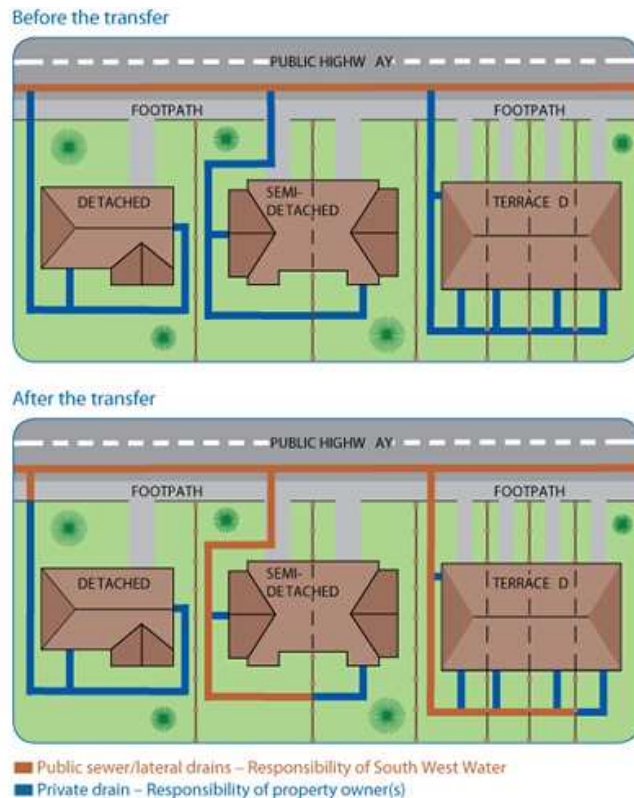 Before the transfer
PUBLIC HIGHW AY
FOOTPATH
FOOTPATH
DETACHED
SEMI-
DETACHED
TERRACE D
After the transfer
PUBLIC HIGHW AY
FOOTPATH
FOOTPATH
DETACHED
SEMI-
DETACHED
TERRACE D
Public sewer/lateral drains – Responsibility of South West Water
Private drain – Responsibility of property owner(s)